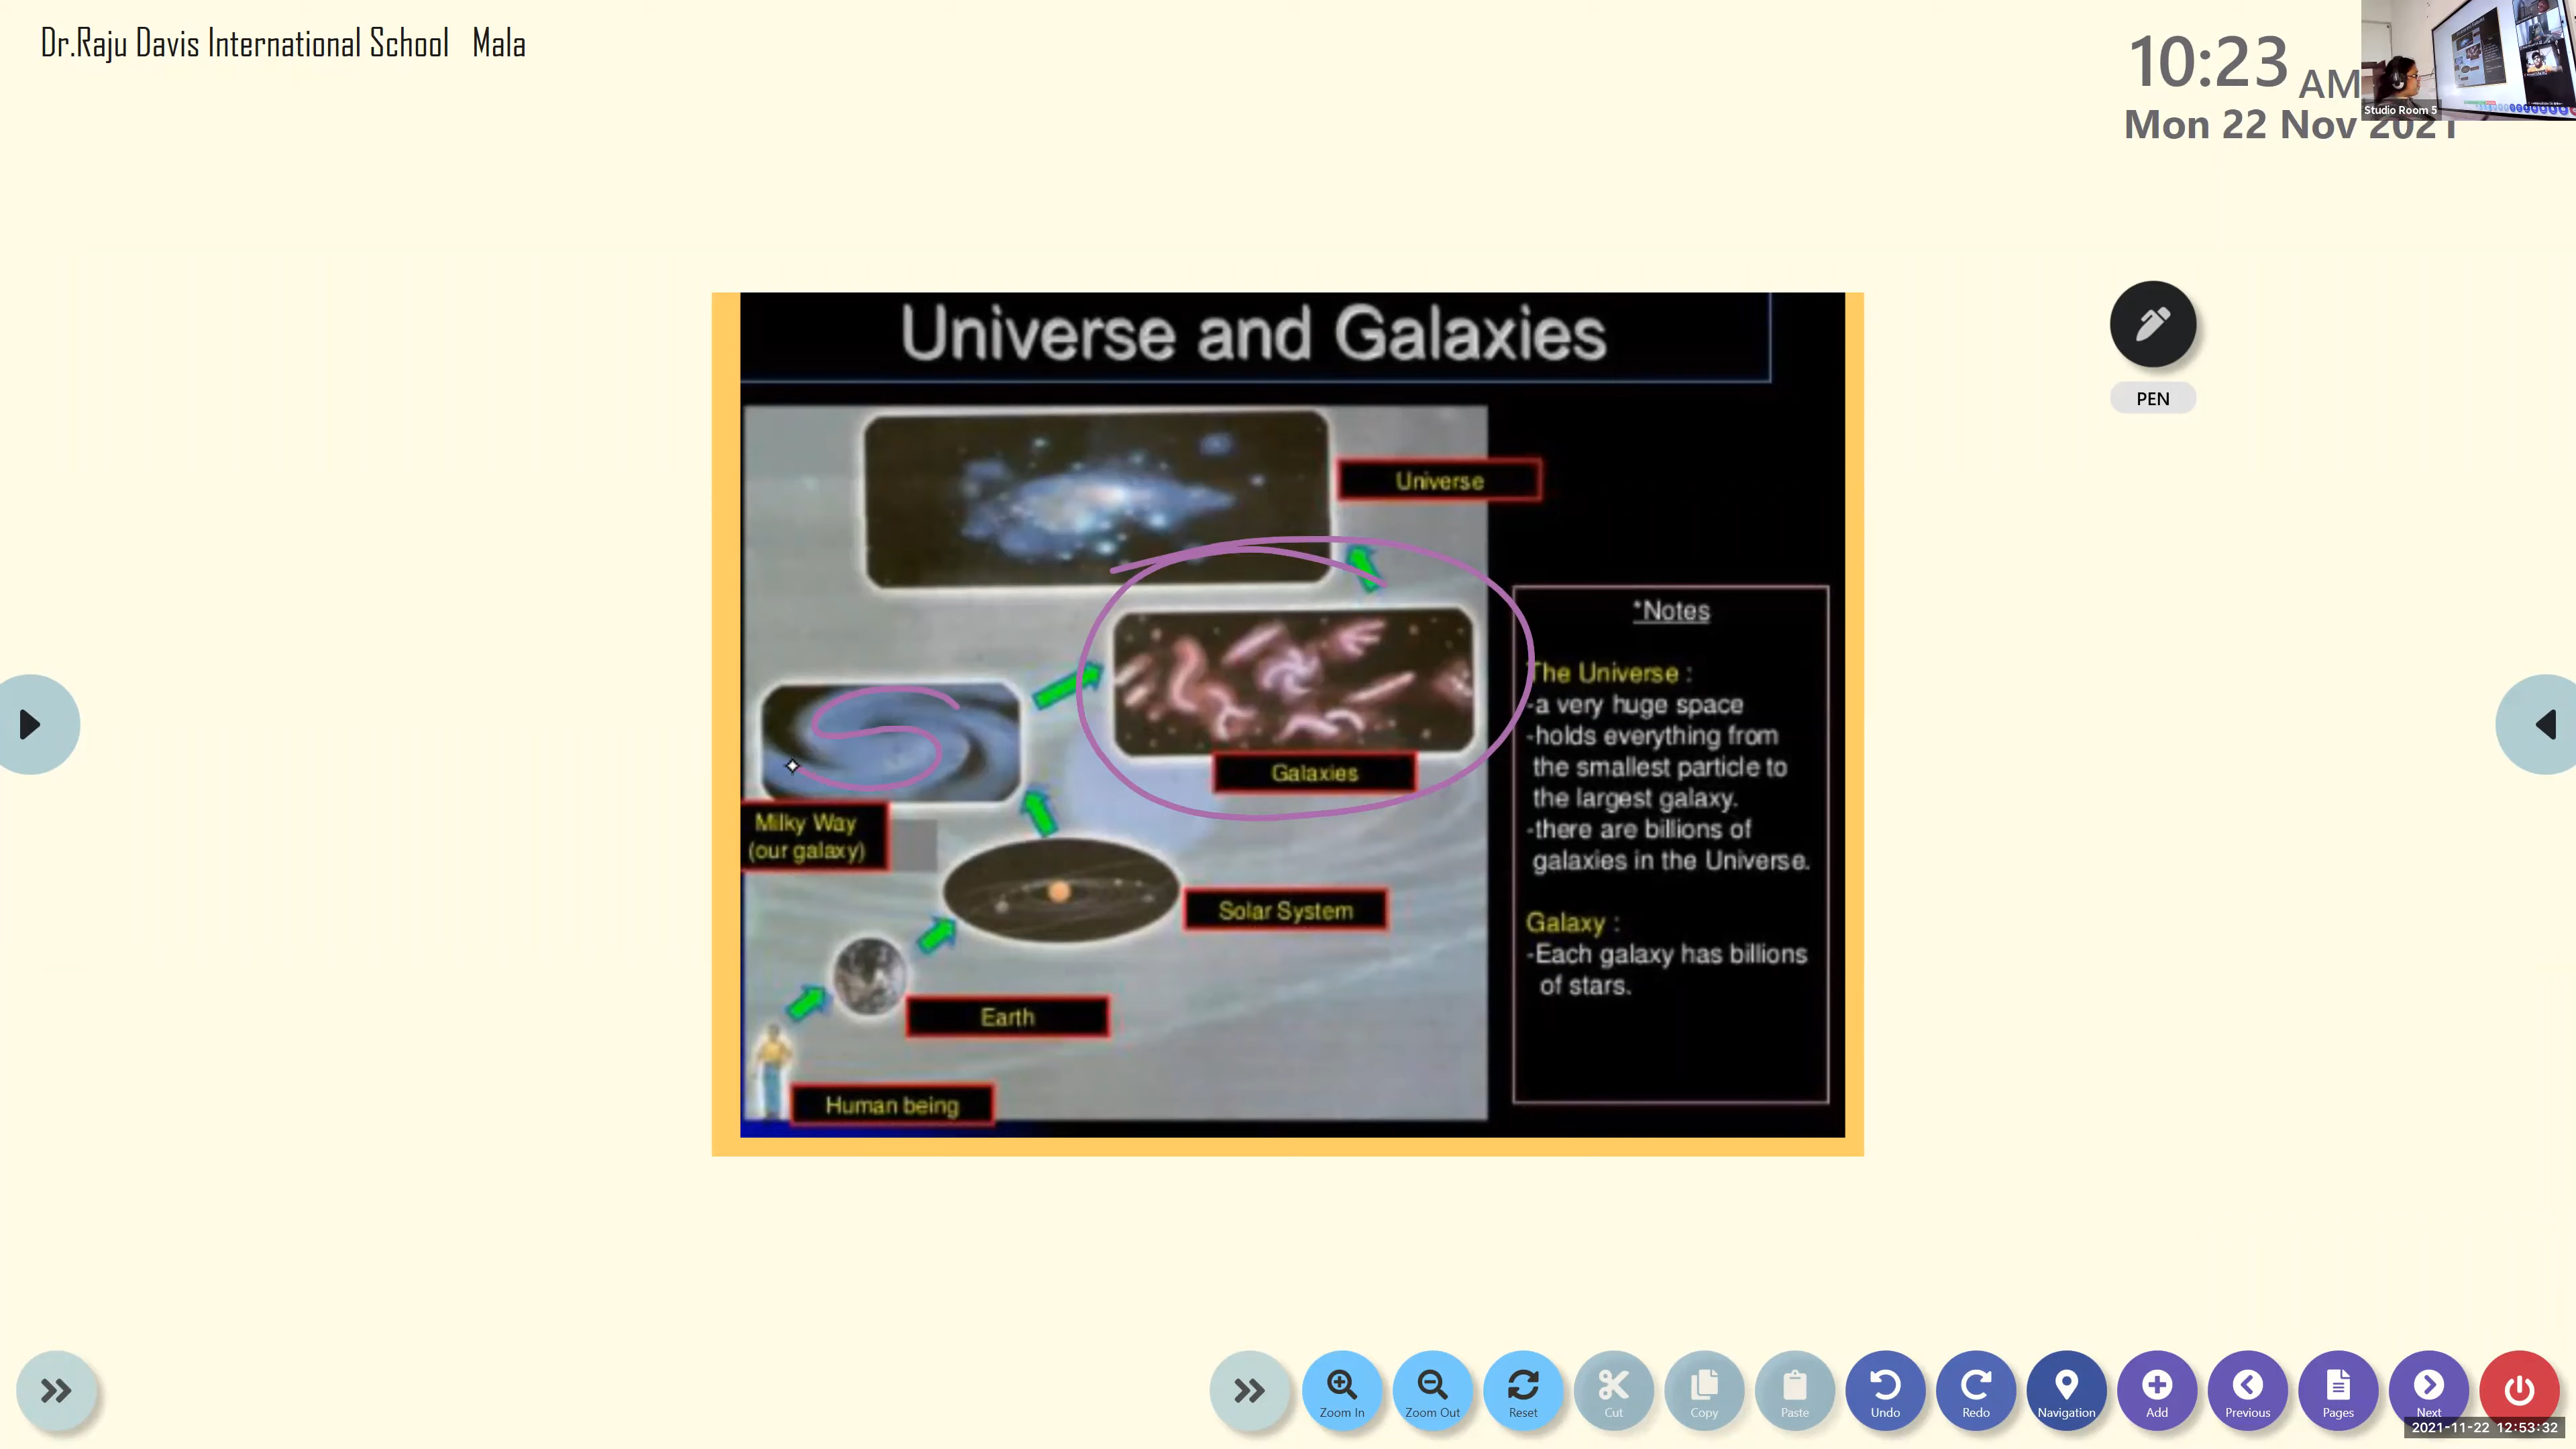 Dr.Raju Davis International School Mala
10:23 AM
Mon 22 Nov 2021
Studio Room 5
PEN
Universe and Galaxies
Universe
*Notes
The Universe :
-a very huge space
-holds everything from
the smallest particle to
the largest galaxy.
-there are billions of
galaxies in the Universe.
Galaxy :
-Each galaxy has billions
of stars.
Galaxies
Milky Way
(our galaxy)
Solar System
Earth
Human being
Zoom In
Zoom Out
Reset
Cut
Copy
Paste
Undo
Redo
Navigation
Add
Previous
Pages
Next
2021-11-22 12:53:32